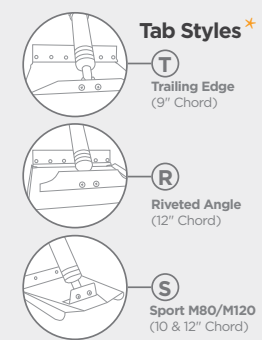 Tab Styles*
T
Trailing Edge
(9" Chord)
R
Riveted Angle
(12" Chord)
S
Sport M80/M120
(10 & 12" Chord)